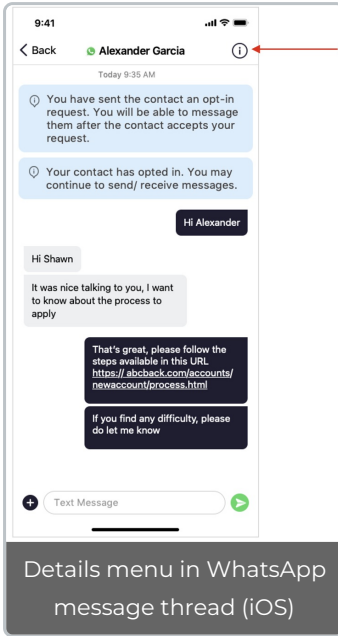 9:41
Back
Alexander Garcia
Today 9:35 AM
You have sent the contact an opt-in
request. You will be able to message
them after the contact accepts your
request.
Your contact has opted in. You may
continue to send/ receive messages.
Hi Alexander
Hi Shawn
It was nice talking to you, I want
to know about the process to
apply
That's great, please follow the
steps available in this URL
https:// abcback.com/accounts/
newaccount/process.html
If you find any difficulty, please
do let me know
Text Message
Details menu in WhatsApp
message thread (iOS)